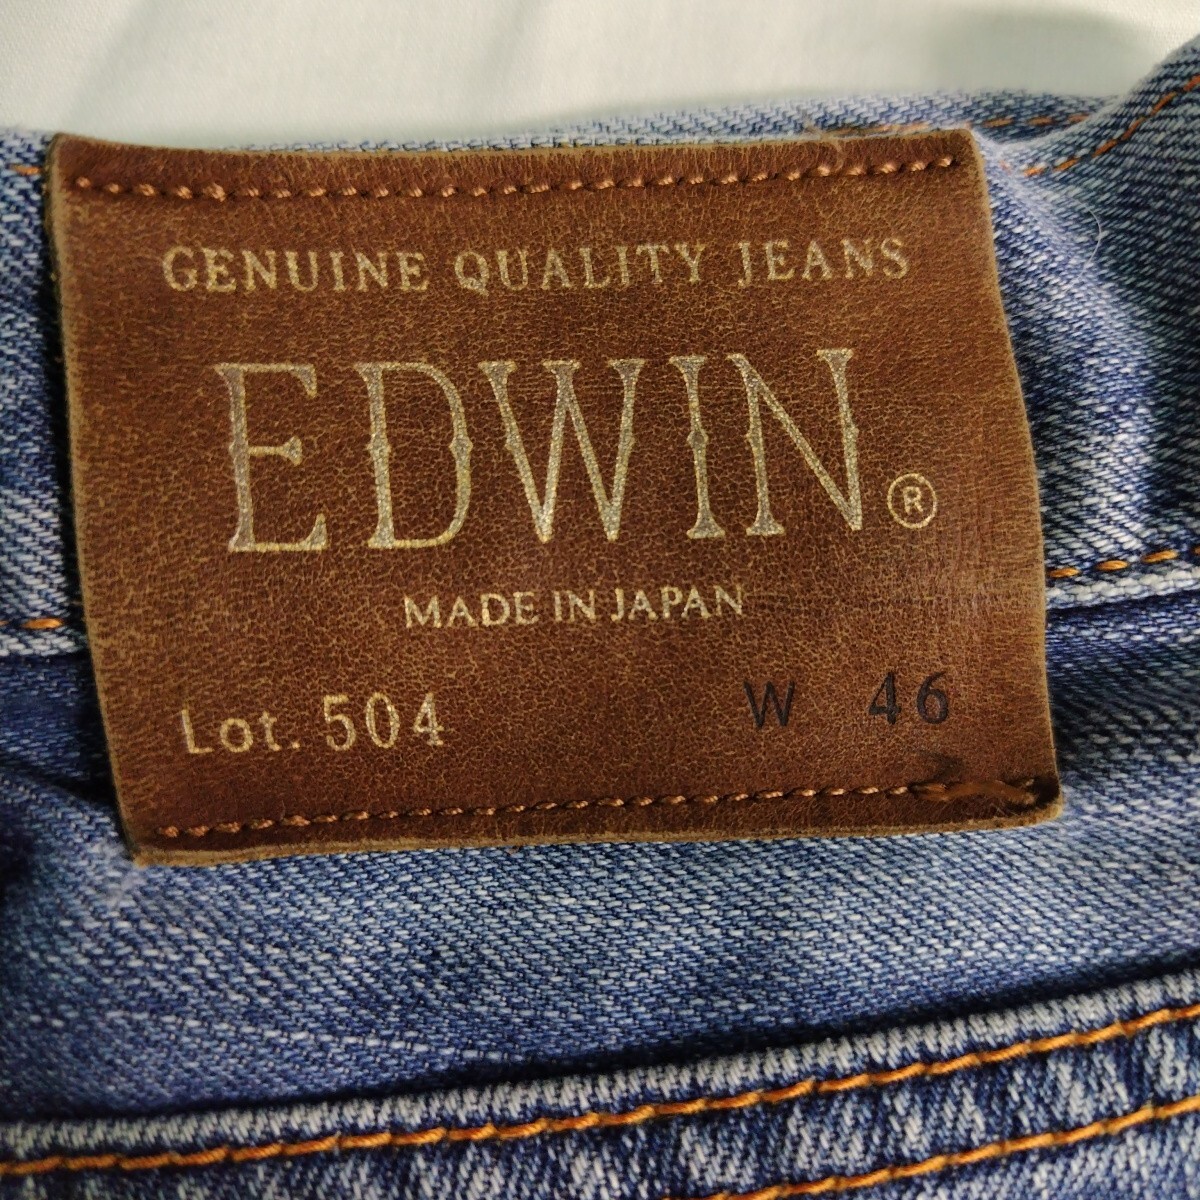 GENUINE QUALITY JEANS
EDWIN®
MADE IN JAPAN
Lot. 504 W 46